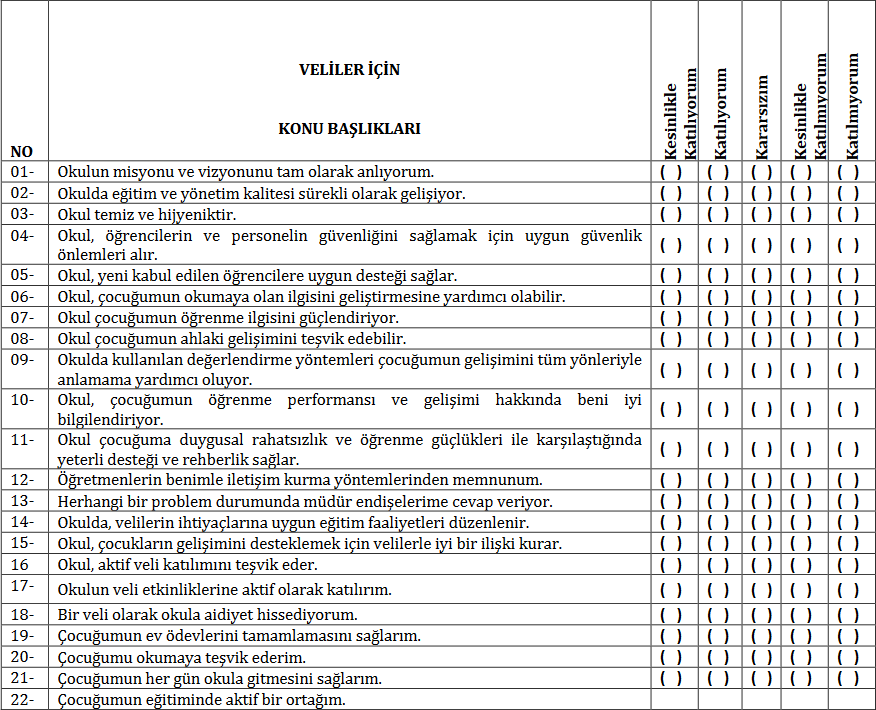 VELİLER İÇİN
KONU BAŞLIKLARI
NO
Kesinlikle
Katılıyorum
Katılıyorum
Kararsızım
Kesinlikle
Katılmıyorum
Katılmıyorum
01- Okulun misyonu ve vizyonunu tam olarak anlıyorum. ( ) ( ) ( ) ( ) ( )
02- Okulda eğitim ve yönetim kalitesi sürekli olarak gelişiyor. ( ) ( ) ( ) ( ) ( )
03- Okul temiz ve hijyeniktir. ( ) ( ) ( ) ( ) ( )
04- Okul, öğrencilerin ve personelin güvenliğini sağlamak için uygun güvenlik
önlemleri alır. ( ) ( ) ( ) ( ) ( )
05- Okul, yeni kabul edilen öğrencilere uygun desteği sağlar. ( ) ( ) ( ) ( ) ( )
06- Okul, çocuğumun okumaya olan ilgisini geliştirmesine yardımcı olabilir. ( ) ( ) ( ) ( ) ( )
07- Okul çocuğumun öğrenme ilgisini güçlendiriyor. ( ) ( ) ( ) ( ) ( )
08- Okul çocuğumun ahlaki gelişimini teşvik edebilir. ( ) ( ) ( ) ( ) ( )
09- Okulda kullanılan değerlendirme yöntemleri çocuğumun gelişimini tüm yönleriyle
anlamama yardımcı oluyor. ( ) ( ) ( ) ( ) ( )
10- Okul, çocuğumun öğrenme performansı ve gelişimi hakkında beni iyi
bilgilendiriyor. ( ) ( ) ( ) ( ) ( )
11- Okul çocuğuma duygusal rahatsızlık ve öğrenme güçlükleri ile karşılaştığında
yeterli desteği ve rehberlik sağlar. ( ) ( ) ( ) ( ) ( )
12- Öğretmenlerin benimle iletişim kurma yöntemlerinden memnunum. ( ) ( ) ( ) ( ) ( )
13- Herhangi bir problem durumunda müdür endişelerime cevap veriyor. ( ) ( ) ( ) ( ) ( )
14- Okulda, velilerin ihtiyaçlarına uygun eğitim faaliyetleri düzenlenir. ( ) ( ) ( ) ( ) ( )
15- Okul, çocukların gelişimini desteklemek için velilerle iyi bir ilişki kurar. ( ) ( ) ( ) ( ) ( )
16 Okul, aktif veli katılımını teşvik eder. ( ) ( ) ( ) ( ) ( )
17- Okulun veli etkinliklerine aktif olarak katılırım. ( ) ( ) ( ) ( ) ( )
18- Bir veli olarak okula aidiyet hissediyorum. ( ) ( ) ( ) ( ) ( )
19- Çocuğumun ev ödevlerini tamamlamasını sağlarım. ( ) ( ) ( ) ( ) ( )
20- Çocuğumu okumaya teşvik ederim. ( ) ( ) ( ) ( ) ( )
21- Çocuğumun her gün okula gitmesini sağlarım. ( ) ( ) ( ) ( ) ( )
22- Çocuğumun eğitiminde aktif bir ortağım.